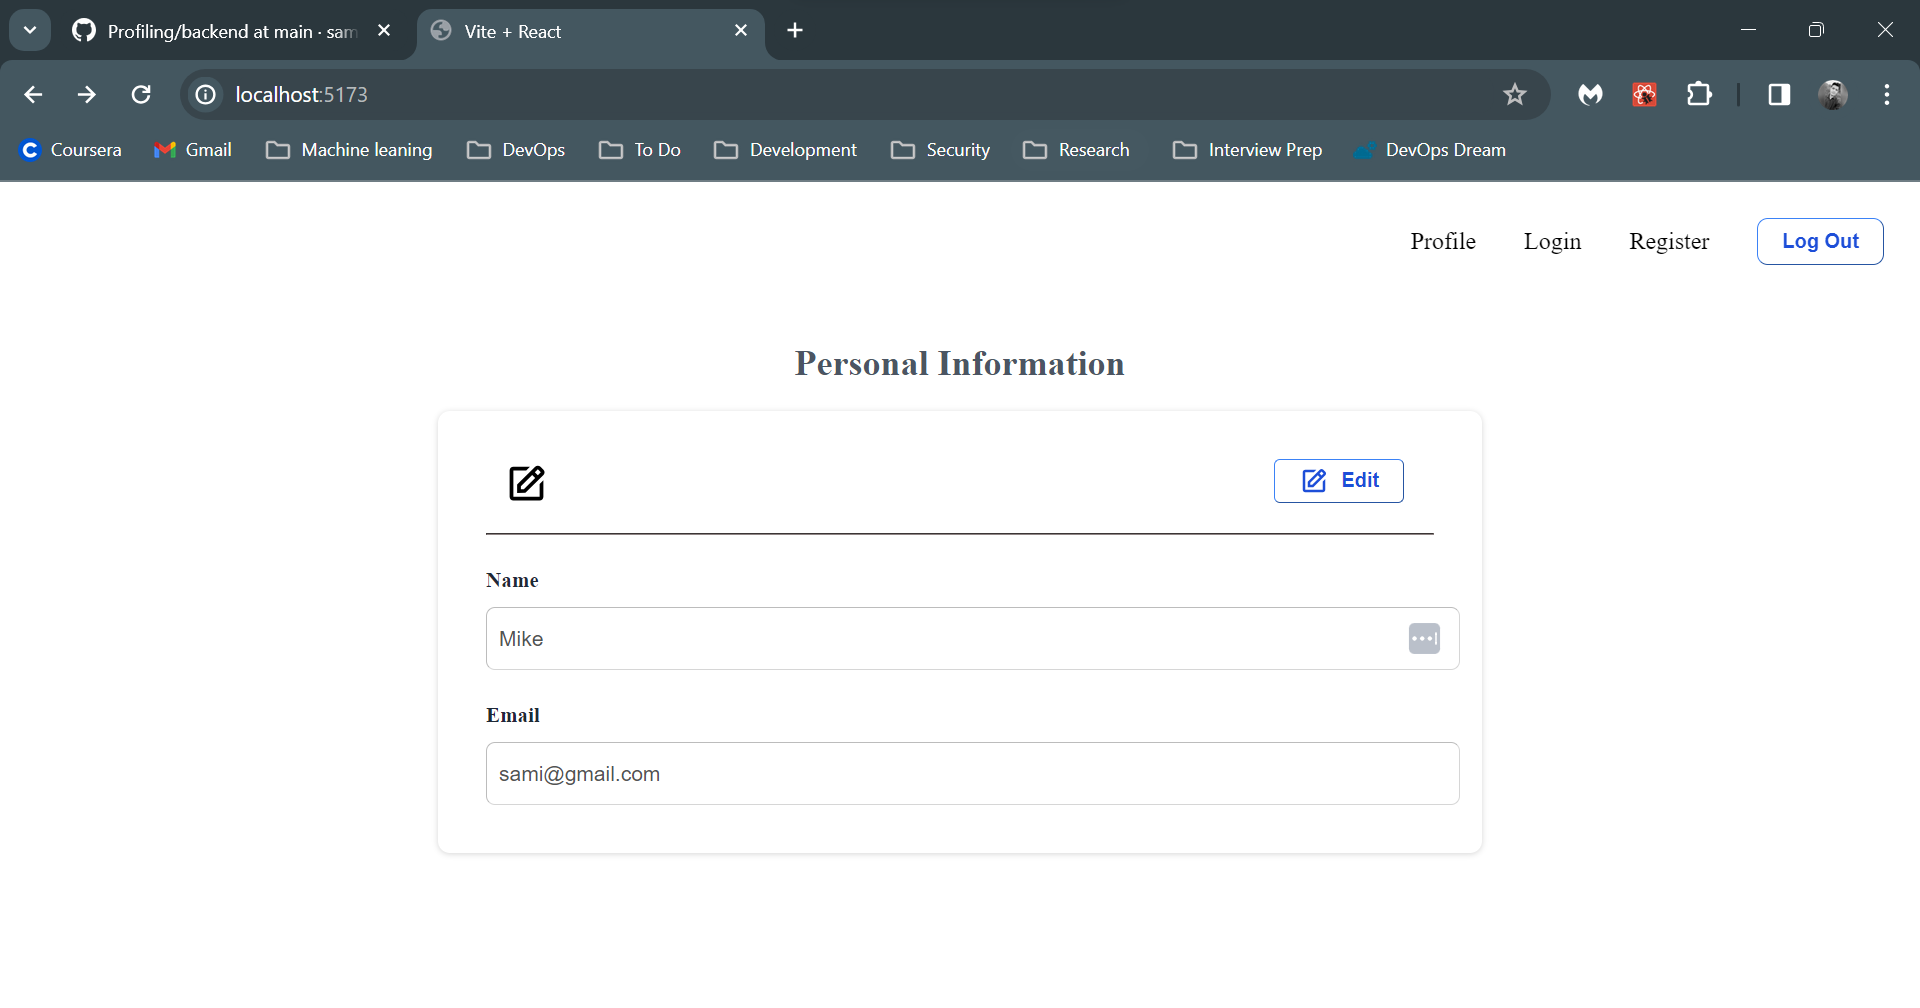 Profiling/backend at main · sam
Vite + React
localhost:5173
Coursera
Gmail
Machine leaning
DevOps
To Do
Development
Security
Research
Interview Prep
DevOps Dream
Profile
Login
Register
Log Out
Personal Information
Edit
Name
Mike
Email
sami@gmail.com